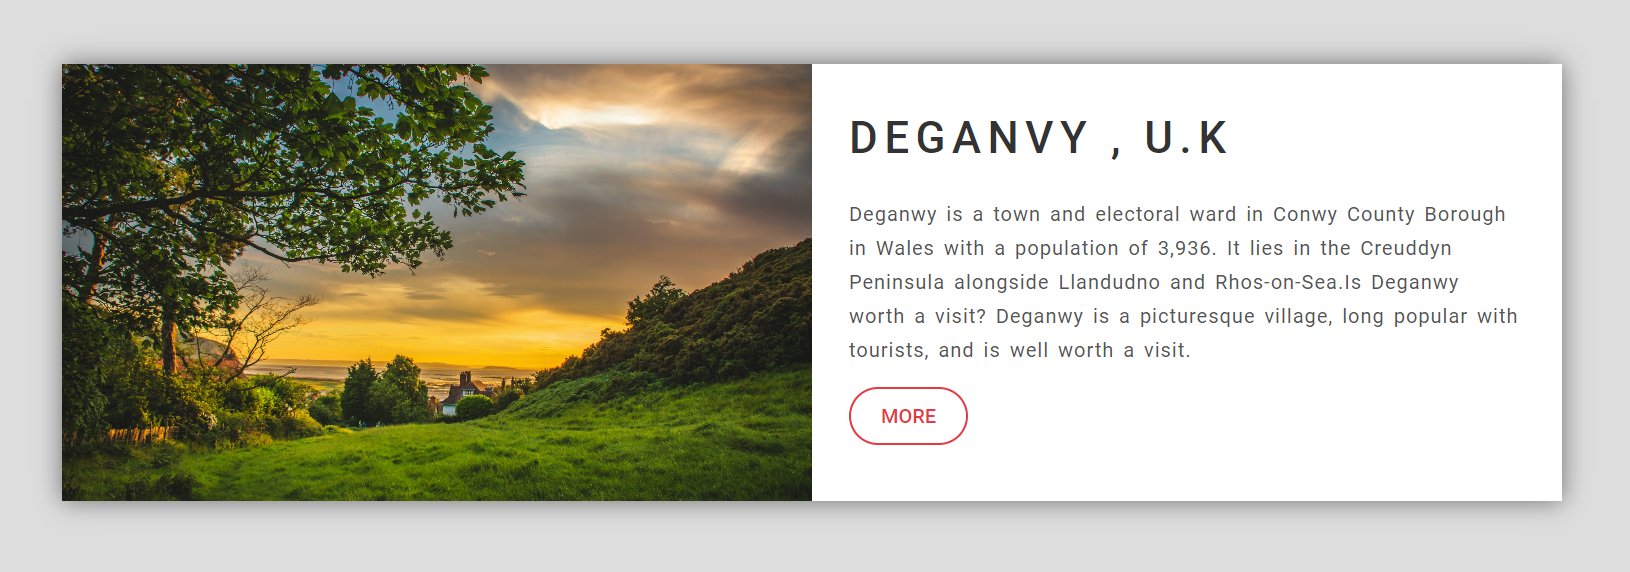 DEGANVY , U.K
Deganwy is a town and electoral ward in Conwy County Borough
in Wales with a population of 3,936. It lies in the Creuddyn
Peninsula alongside Llandudno and Rhos-on-Sea.Is Deganwy
worth a visit? Deganwy is a picturesque village, long popular with
tourists, and is well worth a visit.
MORE